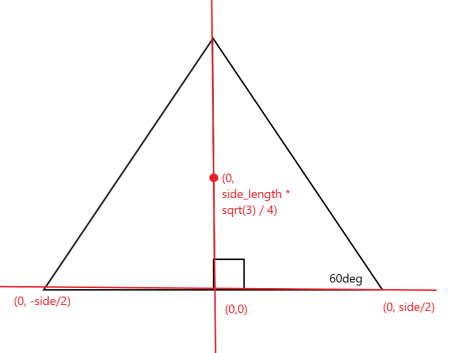 (0,
side_length *
sqrt(3) / 4)
60deg
(0, -side/2)
(0,0)
(0, side/2)